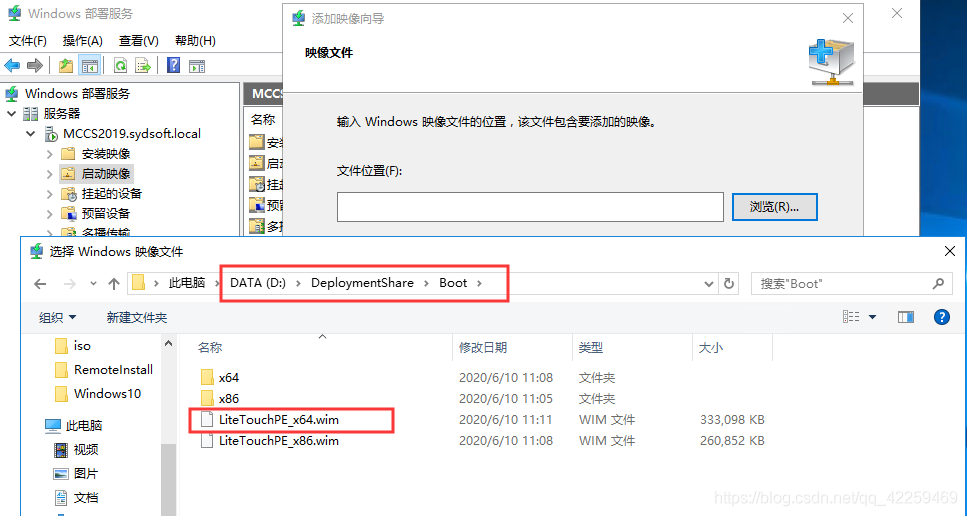 Windows 部署服务
文件(F) 操作(A) 查看(V) 帮助(H)
Windows 部署服务
服务器
MCCS2019.sydsoft.local
安装映像
启动映像
挂起的设备
预留设备
多播传输
MCCS
名称
安装
启
挂起
预留
多播
添加映像向导
映像文件
输入 Windows 映像文件的位置，该文件包含要添加的映像。
文件位置(F):
浏览(R)...
选择 Windows 映像文件
此电脑 DATA (D:) DeploymentShare Boot
搜索"Boot"
组织 新建文件夹
iso
RemoteInstall
Windows10
此电脑
视频
图片
文档
名称 修改日期 类型 大小
x64 2020/6/10 11:08 文件夹
x86 2020/6/10 11:05 文件夹
LiteTouchPE_x64.wim 2020/6/10 11:11 WIM 文件 333,098 KB
LiteTouchPE_x86.wim 2020/6/10 11:08 WIM 文件 260,852 KB
https://blog.csdn.net/qq_42259469